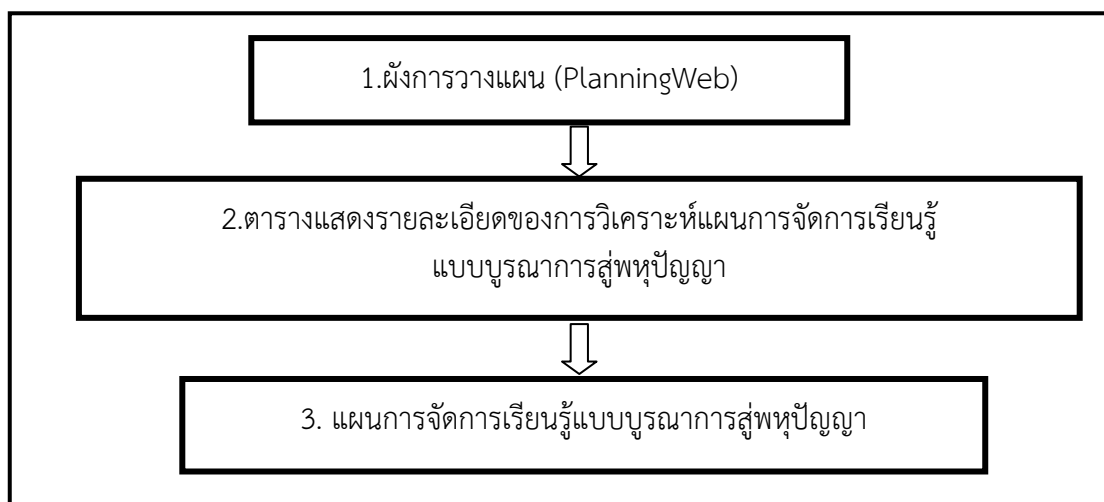 1.ผังการวางแผน (PlanningWeb)
2.ตารางแสดงรายละเอียดของการวิเคราะห์แผนการจัดการเรียนรู้
แบบบูรณาการสู่พหุปัญญา
3. แผนการจัดการเรียนรู้แบบบูรณาการสู่พหุปัญญา